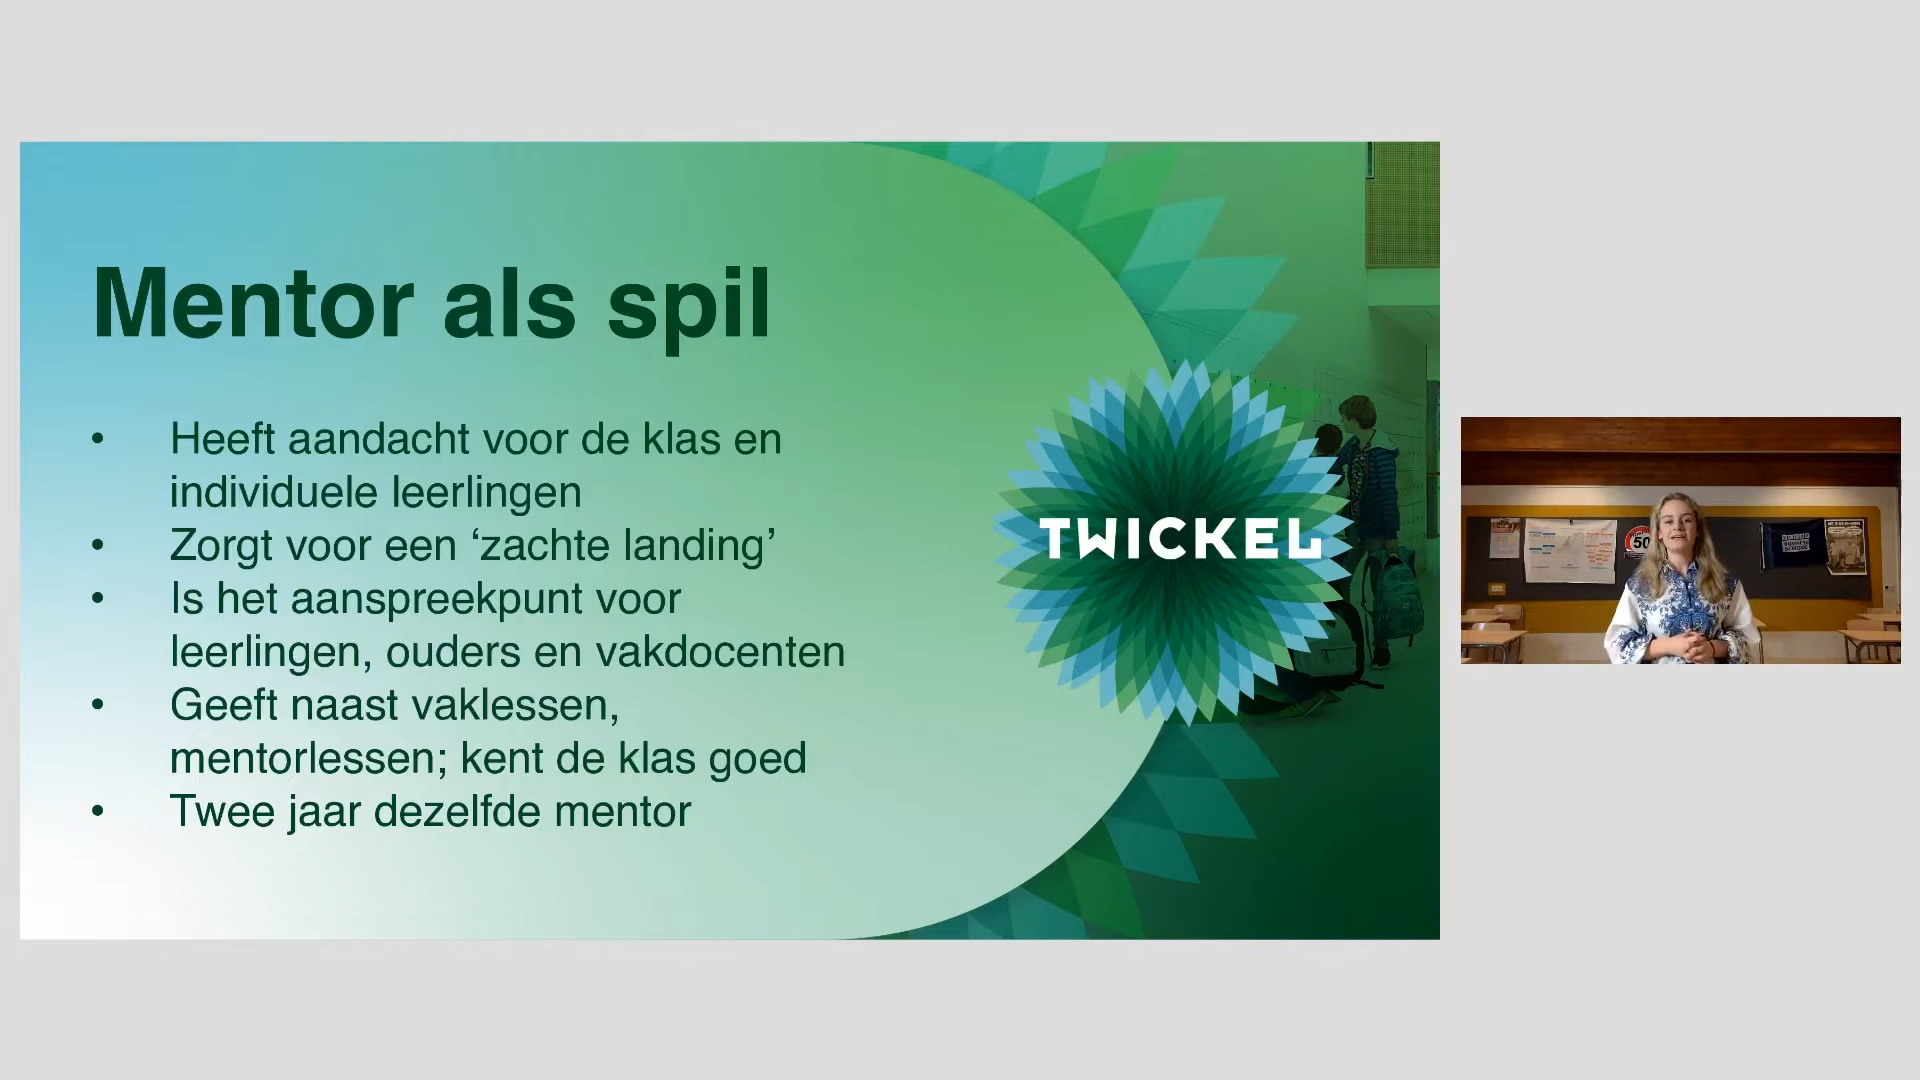 Mentor als spil
• Heeft aandacht voor de klas en
individuele leerlingen
• Zorgt voor een ‘zachte landing’
• Is het aanspreekpunt voor
leerlingen, ouders en vakdocenten
• Geeft naast vaklessen,
mentorlessen; kent de klas goed
• Twee jaar dezelfde mentor
TWICKEL
50